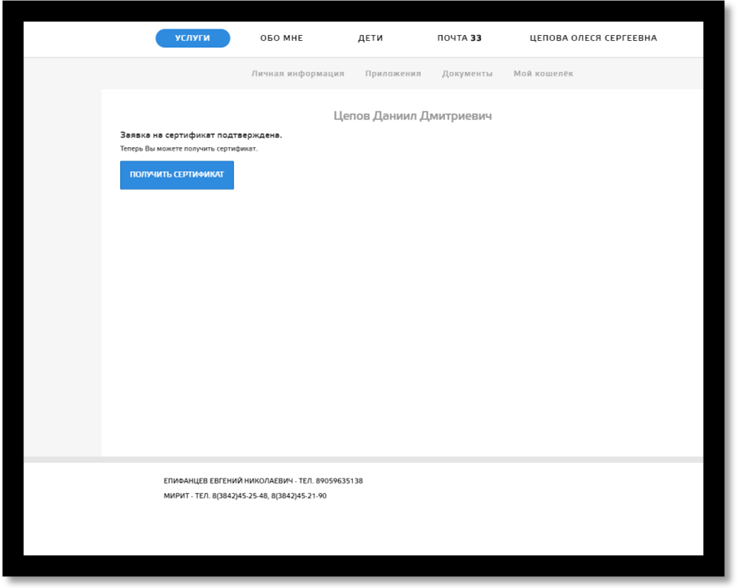 УСЛУГИ ОБО МНЕ ДЕТИ ПОЧТА 33 ЦЕПОВА ОЛЕСЯ СЕРГЕЕВНА
Личная информация Приложения Документы Мой кошелёк
Цепов Даниил Дмитриевич
Заявка на сертификат подтверждена.
Теперь Вы можете получить сертификат.
ПОЛУЧИТЬ СЕРТИФИКАТ
ЕПИФАНЦЕВ ЕВГЕНИЙ НИКОЛАЕВИЧ - ТЕЛ. 89059635138
МИРИТ - ТЕЛ. 8(3842)45-25-48, 8(3842)45-21-90